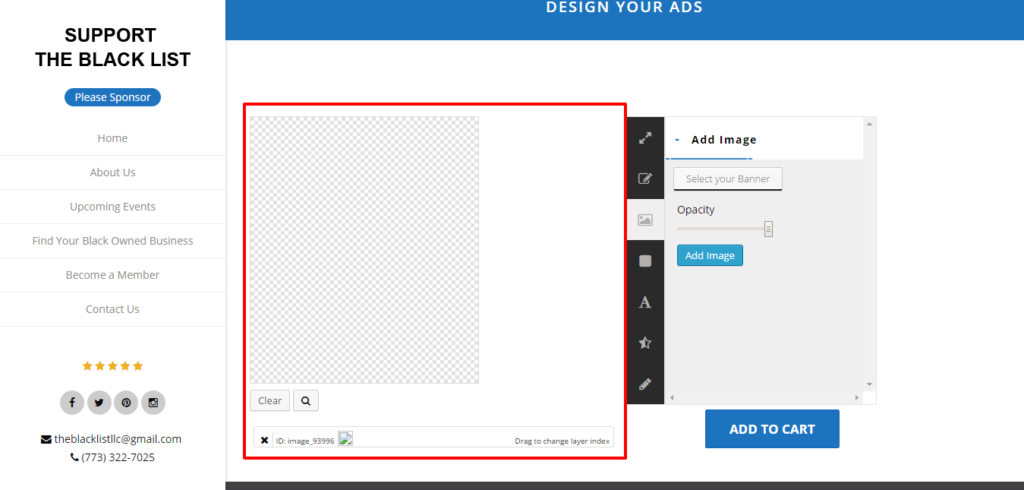 DESIGN YOUR ADS
SUPPORT
THE BLACK LIST
Please Sponsor
Home
About Us
Upcoming Events
Find Your Black Owned Business
Become a Member
Contact Us
theblacklistllc@gmail.com
(773) 322-7025
Clear
ID: image_93996
Drag to change layer index
- Add Image
Select your Banner
Opacity
Add Image
ADD TO CART